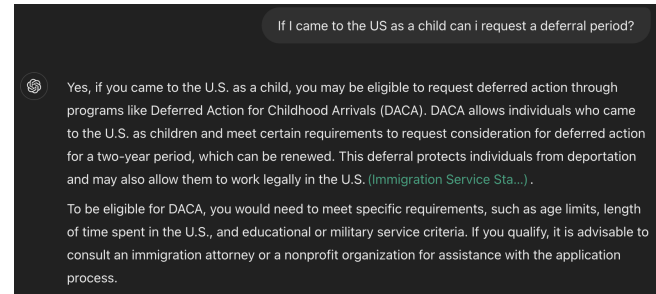 If I came to the US as a child can i request a deferral period?
Yes, if you came to the U.S. as a child, you may be eligible to request deferred action through
programs like Deferred Action for Childhood Arrivals (DACA). DACA allows individuals who came
to the U.S. as children and meet certain requirements to request consideration for deferred action
for a two-year period, which can be renewed. This deferral protects individuals from deportation
and may also allow them to work legally in the U.S. (Immigration Service Sta...) .
To be eligible for DACA, you would need to meet specific requirements, such as age limits, length
of time spent in the U.S., and educational or military service criteria. If you qualify, it is advisable to
consult an immigration attorney or a nonprofit organization for assistance with the application
process.